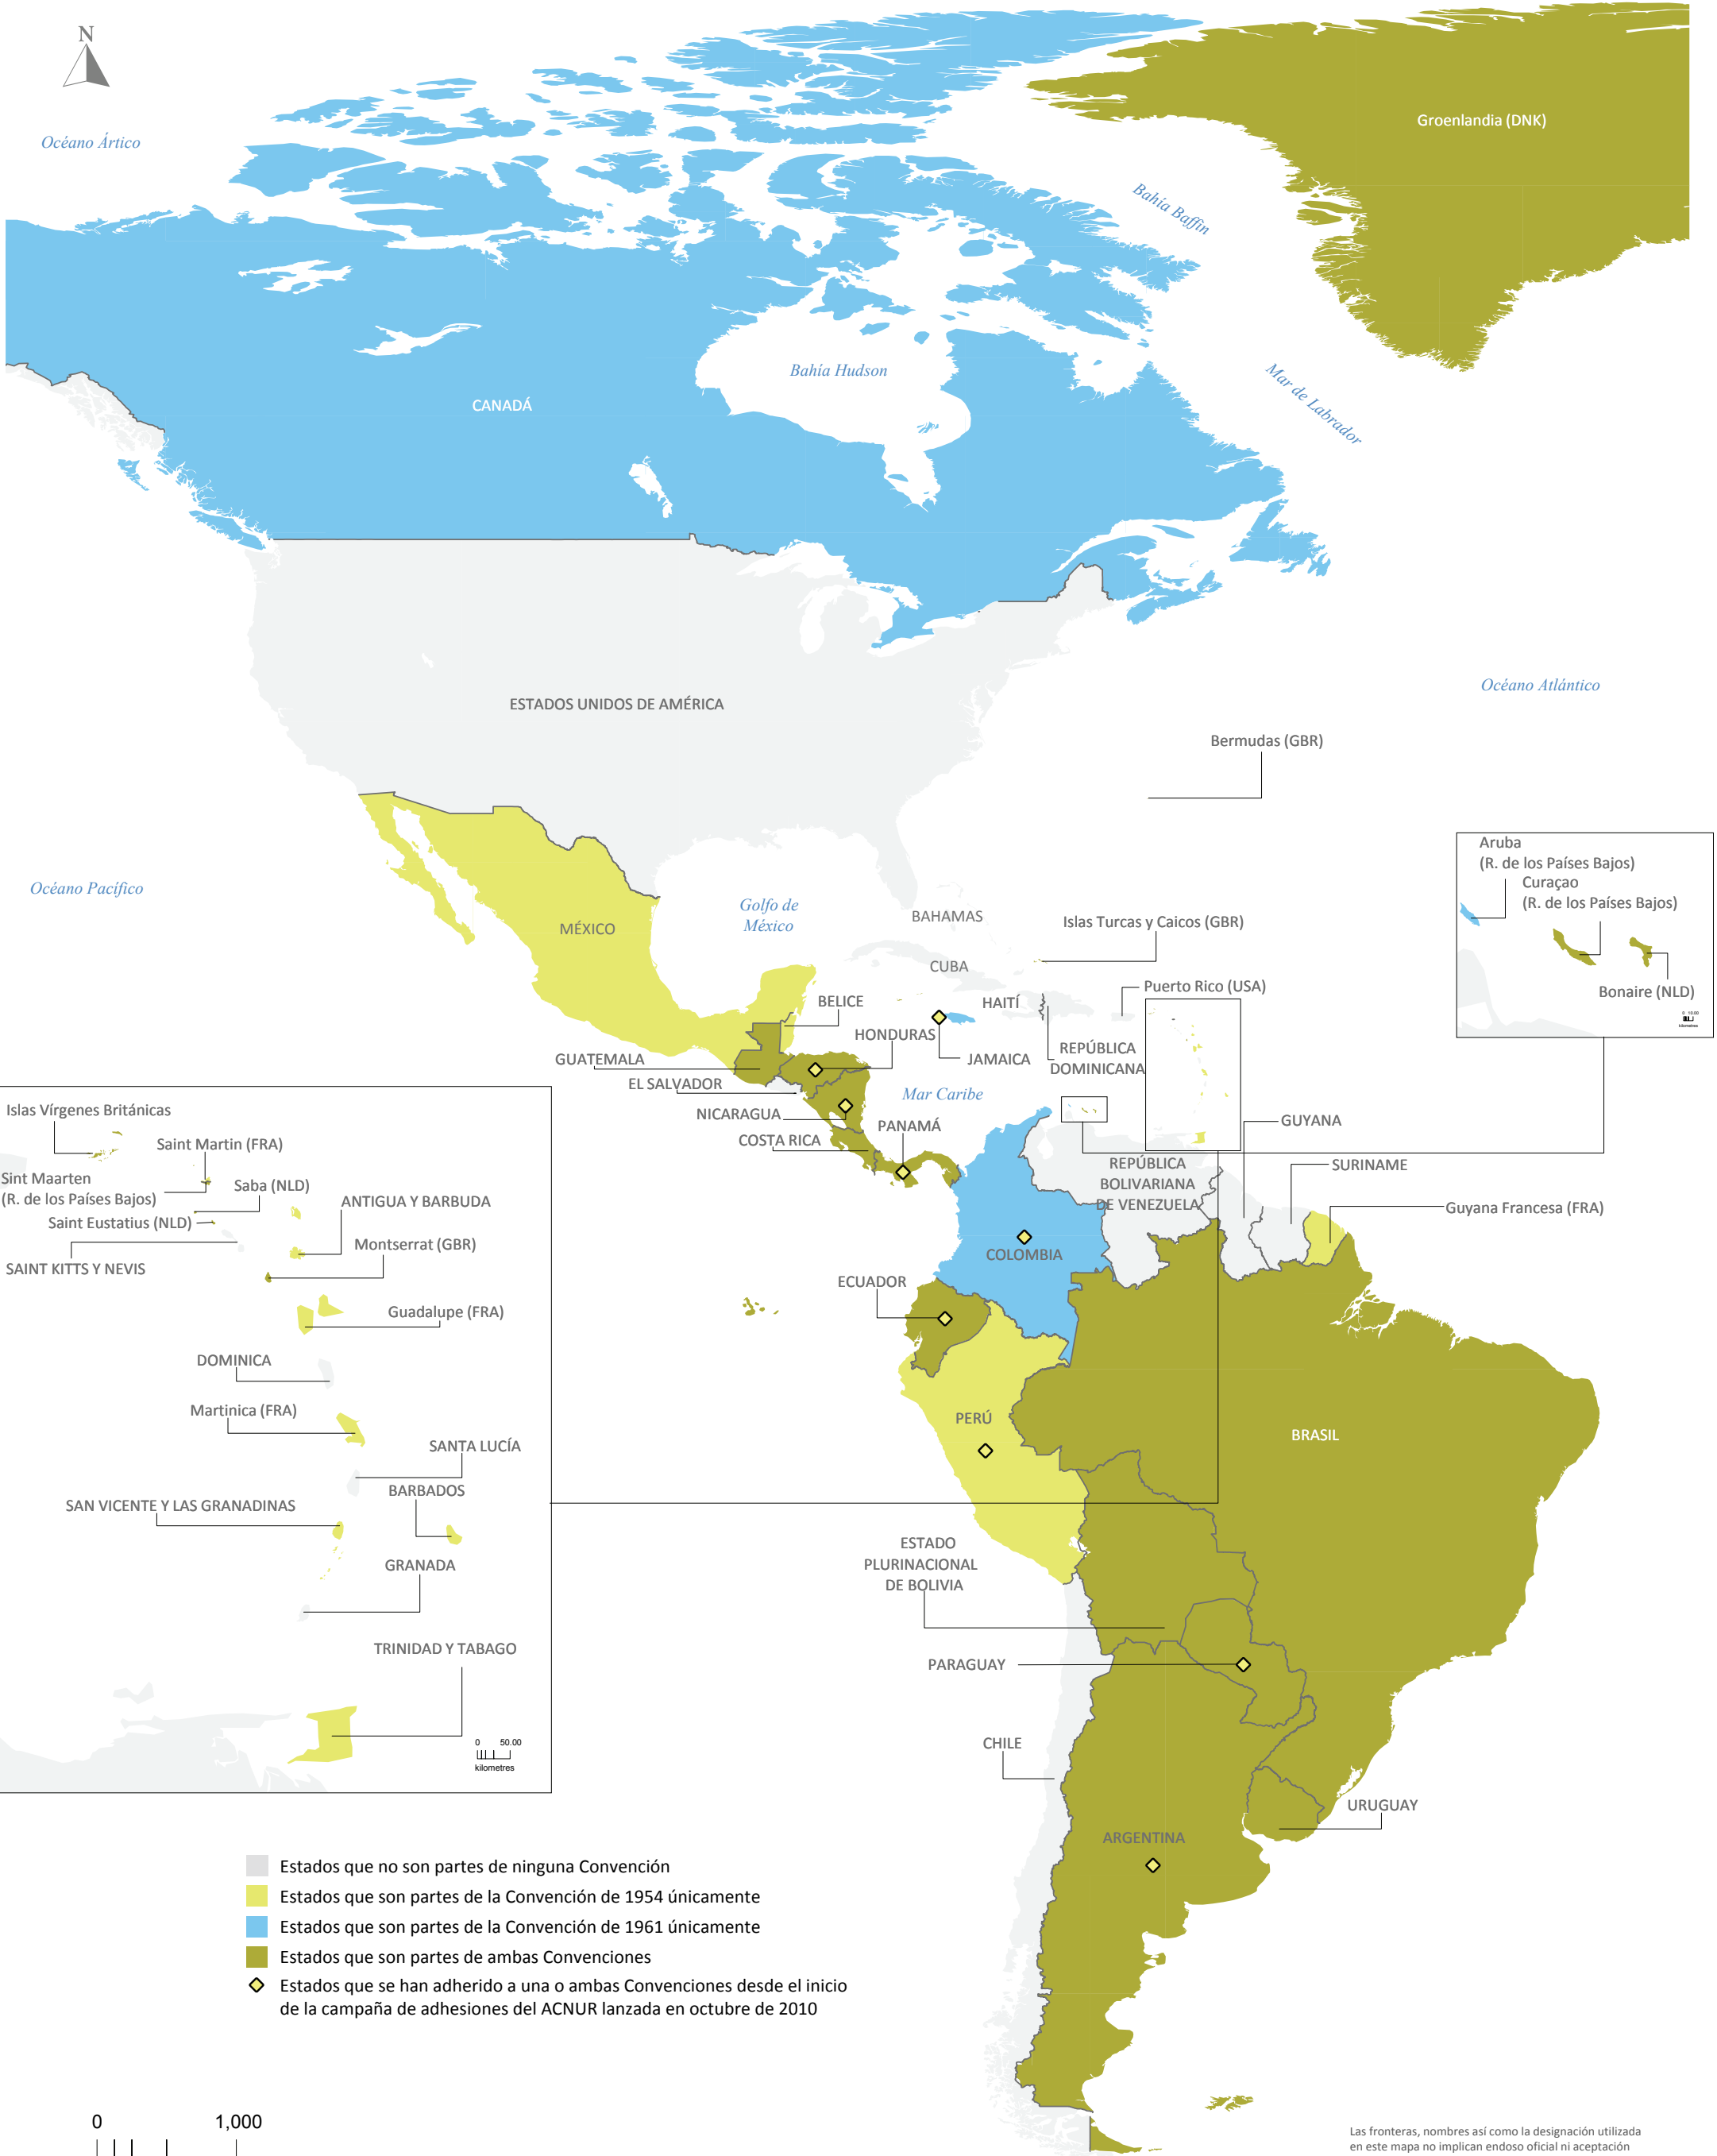 N
Océano Ártico
Groenlandia (DNK)
Bahía Baffin
Bahía Hudson
Mar de Labrador
CANADÁ
ESTADOS UNIDOS DE AMÉRICA
Océano Atlántico
Bermudas (GBR)
Océano Pacífico
Golfo de
México
MÉXICO
BAHAMAS
Islas Turcas y Caicos (GBR)
CUBA
Puerto Rico (USA)
HAITÍ
BELICE
HONDURAS
JAMAICA
REPÚBLICA
DOMINICANA
GUATEMALA
EL SALVADOR
Mar Caribe
NICARAGUA
PANAMÁ
COSTA RICA
GUYANA
SURINAME
REPÚBLICA
BOLIVARIANA
DE VENEZUELA
Guyana Francesa (FRA)
COLOMBIA
ECUADOR
PERÚ
BRASIL
ESTADO
PLURINACIONAL
DE BOLIVIA
PARAGUAY
CHILE
URUGUAY
ARGENTINA
Aruba
(R. de los Países Bajos)
Curaçao
(R. de los Países Bajos)
Bonaire (NLD)
0 10.00
kilometres
Islas Vírgenes Británicas
Saint Martin (FRA)
Sint Maarten
(R. de los Países Bajos)
Saba (NLD)
ANTIGUA Y BARBUDA
Saint Eustatius (NLD)
Montserrat (GBR)
SAINT KITTS Y NEVIS
Guadalupe (FRA)
DOMINICA
Martinica (FRA)
SANTA LUCÍA
BARBADOS
SAN VICENTE Y LAS GRANADINAS
GRANADA
TRINIDAD Y TABAGO
0 50.00
kilometres
Estados que no son partes de ninguna Convención
Estados que son partes de la Convención de 1954 únicamente
Estados que son partes de la Convención de 1961 únicamente
Estados que son partes de ambas Convenciones
Estados que se han adherido a una o ambas Convenciones desde el inicio
de la campaña de adhesiones del ACNUR lanzada en octubre de 2010
0 1,000
Las fronteras, nombres así como la designación utilizada
en este mapa no implican endoso oficial ni aceptación